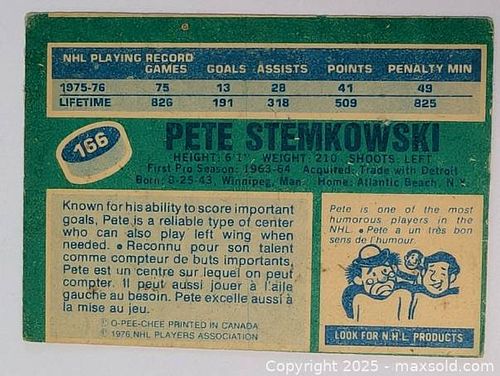 NHL PLAYING RECORD
GAMES GOALS ASSISTS POINTS PENALTY MIN
1975-76 75 13 28 41 49
LIFETIME 826 191 318 509 825
166
PETE STEMKOWSKI
HEIGHT: 6'1" WEIGHT: 210 SHOOTS: LEFT
First Pro Season: 1963-64 Acquired: Trade with Detroit
Born: 8-25-43 Winnipeg, Man. Home: Atlantic Beach, N.Y.
Known for his ability to score important
goals, Pete is a reliable type of center
who can also play left wing when
needed. • Reconnu pour son talent
comme compteur de buts importants,
Pete est un centre sur lequel on peut
compter. Il peut aussi jouer à l'aile
gauche au besoin. Pete excelle aussi à
la mise au jeu.
© O-PEE-CHEE PRINTED IN CANADA
© 1976 NHL PLAYERS ASSOCIATION
Pete is one of the most
humorous players in the
NHL. • Pete a un très bon
sens de l'humour.
LOOK FOR N.H.L. PRODUCTS
Copyright 2025 - maxsold.com